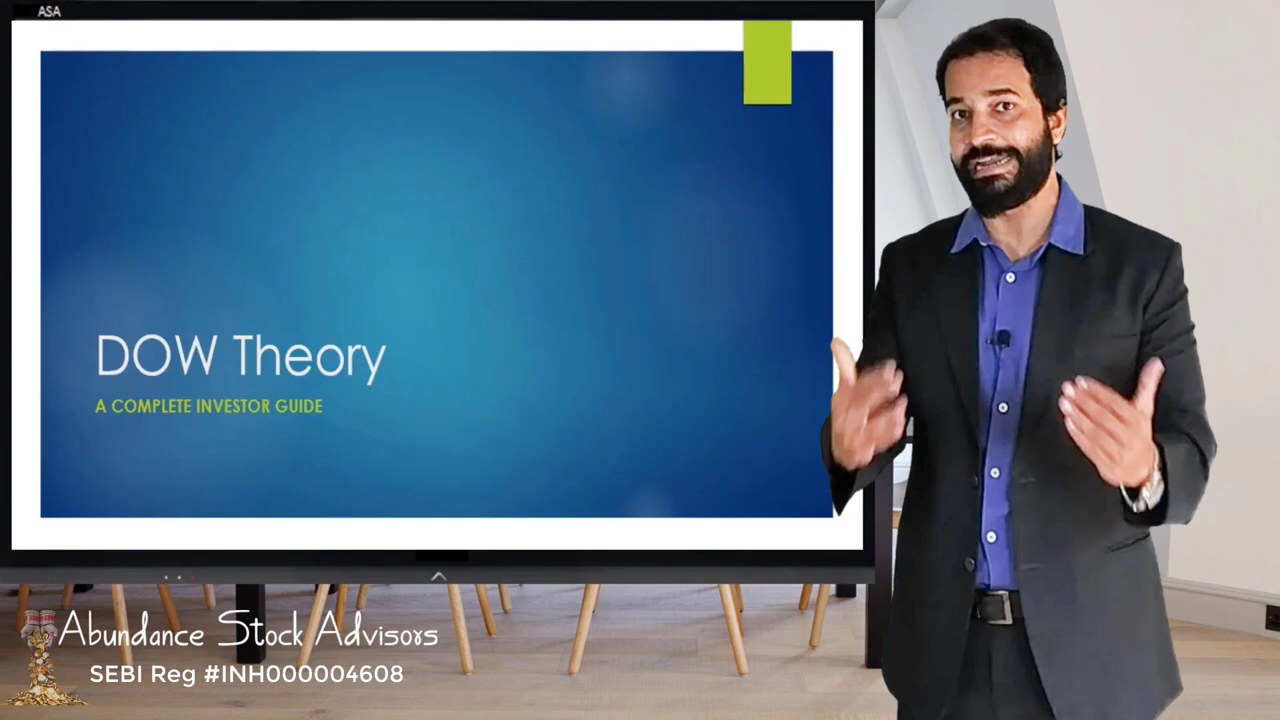 ASA
DOW Theory
A COMPLETE INVESTOR GUIDE
Abundance Stock Advisors
SEBI Reg #INH000004608